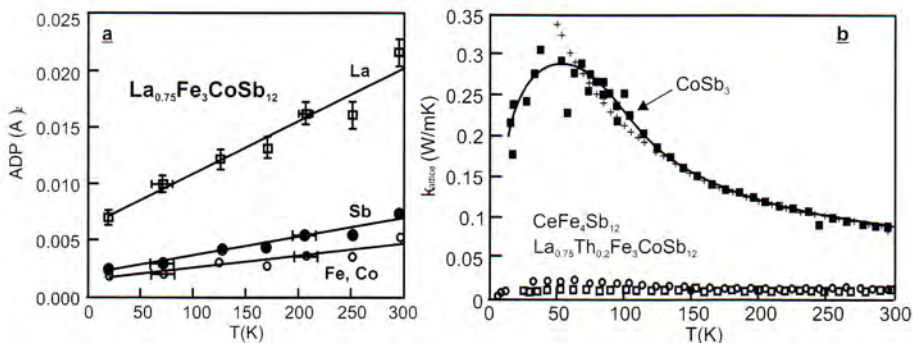 a
0.025
0.020
0.015
0.010
0.005
0.000
ADP (A)₂
La
La₀.₇₅Fe₃CoSb₁₂
Sb
Fe, Co
0 50 100 150 200 250 300
T(K)
b
0.35
0.3
0.25
0.2
0.15
0.1
0.05
0
k_lattice (W/mK)
CoSb₃
CeFe₄Sb₁₂
La₀.₇₅Th₀.₂Fe₃CoSb₁₂
0 50 100 150 200 250 300
T(K)